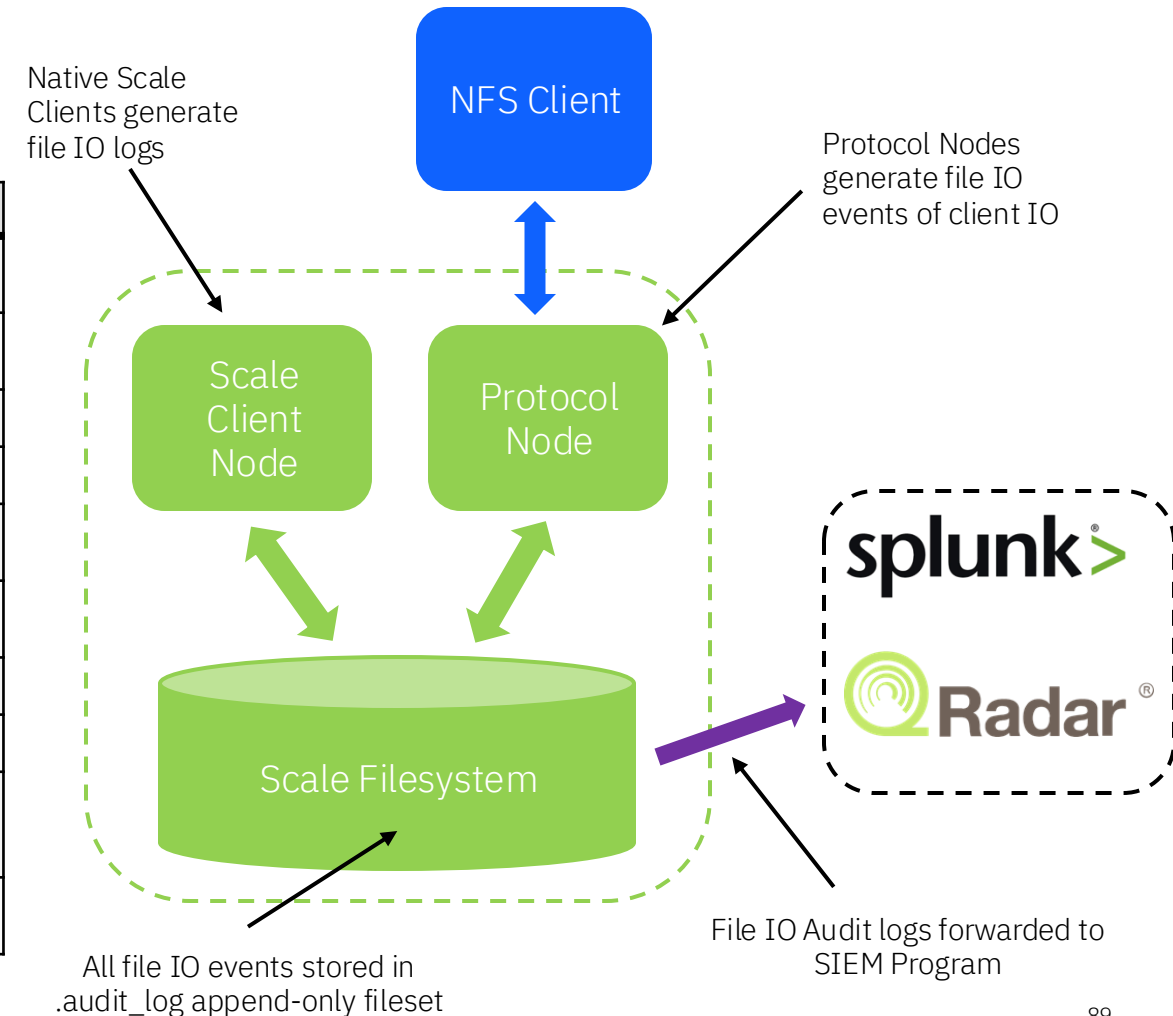 Native Scale
Clients generate
file IO logs
NFS Client
Protocol Nodes
generate file IO
events of client IO
Scale
Client
Node
Protocol
Node
splunk>®
QRadar®
Scale Filesystem
File IO Audit logs forwarded to
SIEM Program
All file IO events stored in
.audit_log append-only fileset
89